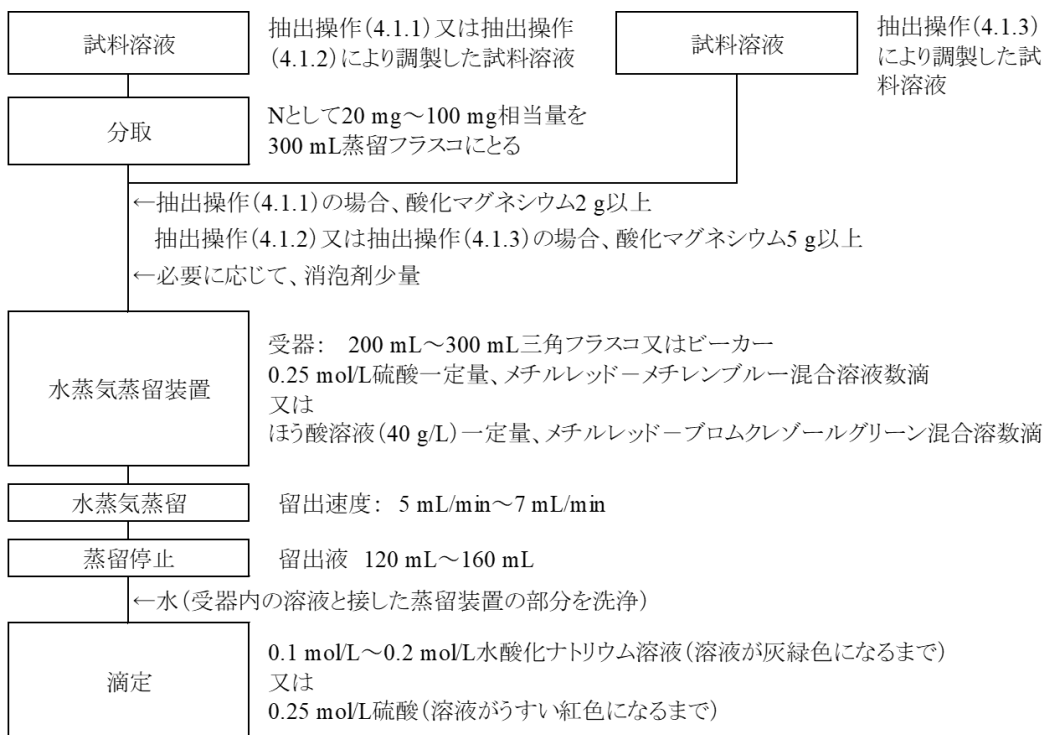 試料溶液
抽出操作(4.1.1)又は抽出操作
(4.1.2)により調製した試料溶液
試料溶液
抽出操作(4.1.3)
により調製した試
料溶液
分取
Nとして20 mg～100 mg相当量を
300 mL蒸留フラスコにとる
←抽出操作(4.1.1)の場合、酸化マグネシウム2 g以上
抽出操作(4.1.2)又は抽出操作(4.1.3)の場合、酸化マグネシウム5 g以上
←必要に応じて、消泡剤少量
水蒸気蒸留装置
受器： 200 mL～300 mL三角フラスコ又はビーカー
0.25 mol/L硫酸一定量、メチルレッド－メチレンブルー混合溶液数滴
又は
ほう酸溶液(40 g/L)一定量、メチルレッド－ブロムクレゾールグリーン混合溶数滴
水蒸気蒸留
留出速度： 5 mL/min～7 mL/min
蒸留停止
留出液 120 mL～160 mL
←水(受器内の溶液と接した蒸留装置の部分を洗浄)
滴定
0.1 mol/L～0.2 mol/L水酸化ナトリウム溶液(溶液が灰緑色になるまで)
又は
0.25 mol/L硫酸(溶液がうすい紅色になるまで)